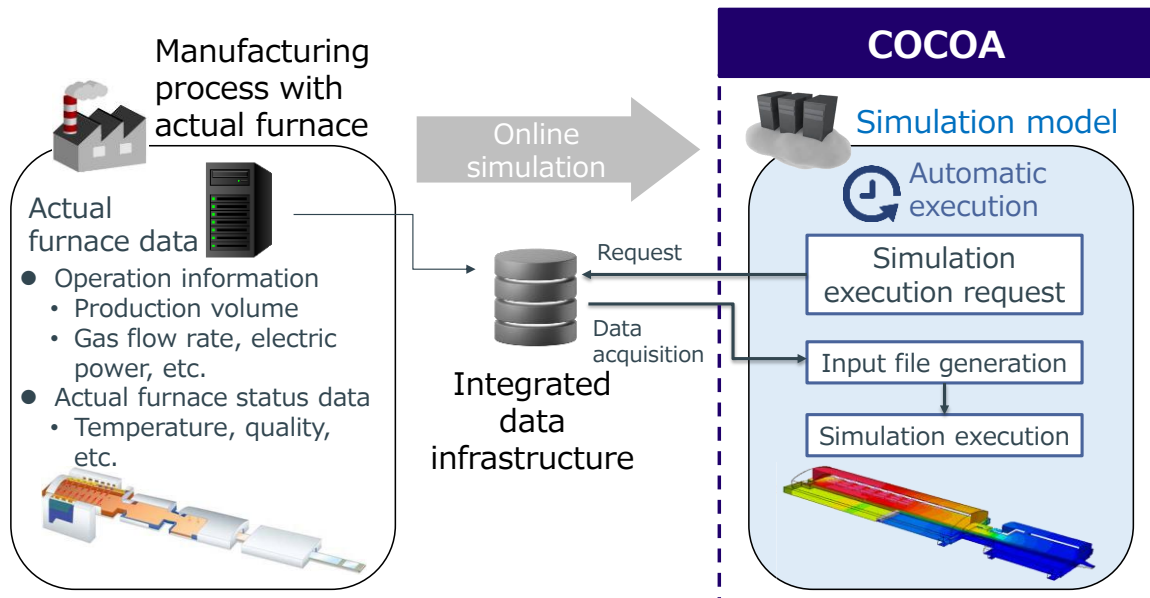 Manufacturing
process with
actual furnace
Actual
furnace data
● Operation information
• Production volume
• Gas flow rate, electric
power, etc.
● Actual furnace status data
• Temperature, quality,
etc.
Online
simulation
Request
Data
acquisition
Integrated
data
infrastructure
COCOA
Simulation model
Automatic
execution
Simulation
execution request
Input file generation
Simulation execution